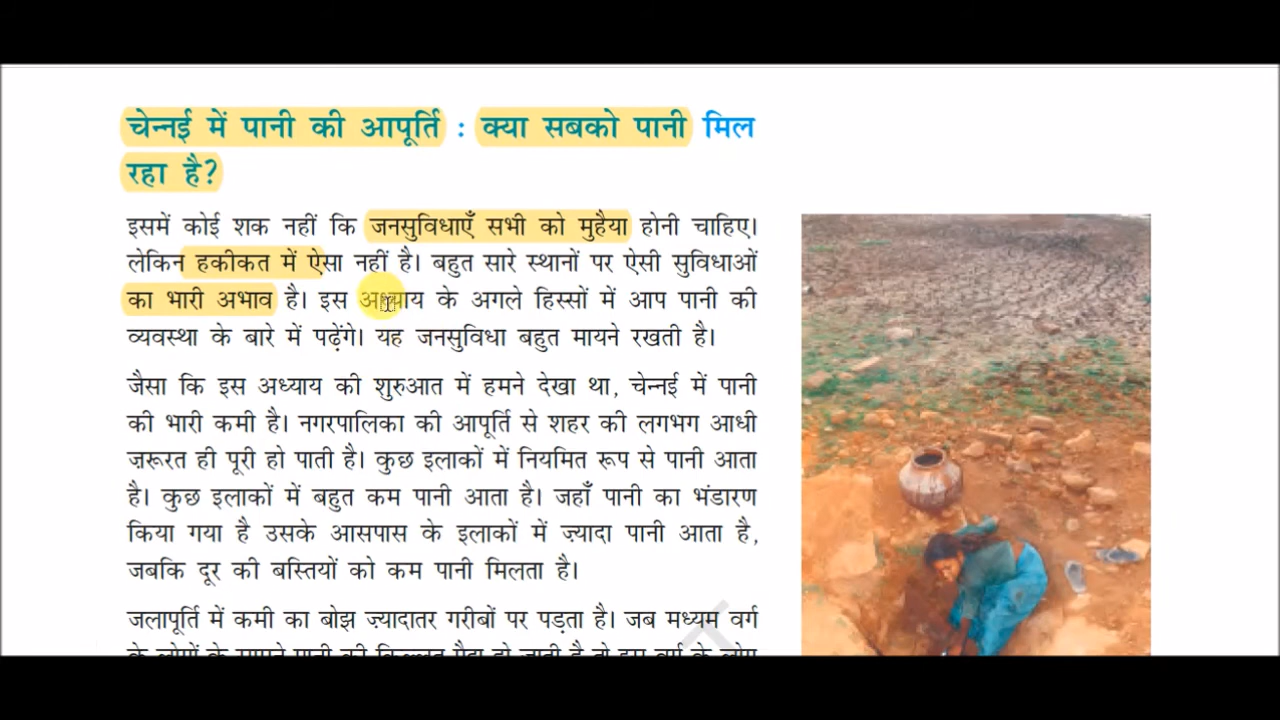 चेन्नई में पानी की आपूर्ति : क्या सबको पानी मिल
रहा है?
इसमें कोई शक नहीं कि जनसुविधाएँ सभी को मुहैया होनी चाहिए।
लेकिन हकीकत में ऐसा नहीं है। बहुत सारे स्थानों पर ऐसी सुविधाओं
का भारी अभाव है। इस अध्याय के अगले हिस्सों में आप पानी की
व्यवस्था के बारे में पढ़ेंगे। यह जनसुविधा बहुत मायने रखती है।
जैसा कि इस अध्याय की शुरुआत में हमने देखा था, चेन्नई में पानी
की भारी कमी है। नगरपालिका की आपूर्ति से शहर की लगभग आधी
जरूरत ही पूरी हो पाती है। कुछ इलाकों में नियमित रूप से पानी आता
है। कुछ इलाकों में बहुत कम पानी आता है। जहाँ पानी का भंडारण
किया गया है उसके आसपास के इलाकों में ज़्यादा पानी आता है,
जबकि दूर की बस्तियों को कम पानी मिलता है।
जलापूर्ति में कमी का बोझ ज़्यादातर गरीबों पर पड़ता है। जब मध्यम वर्ग